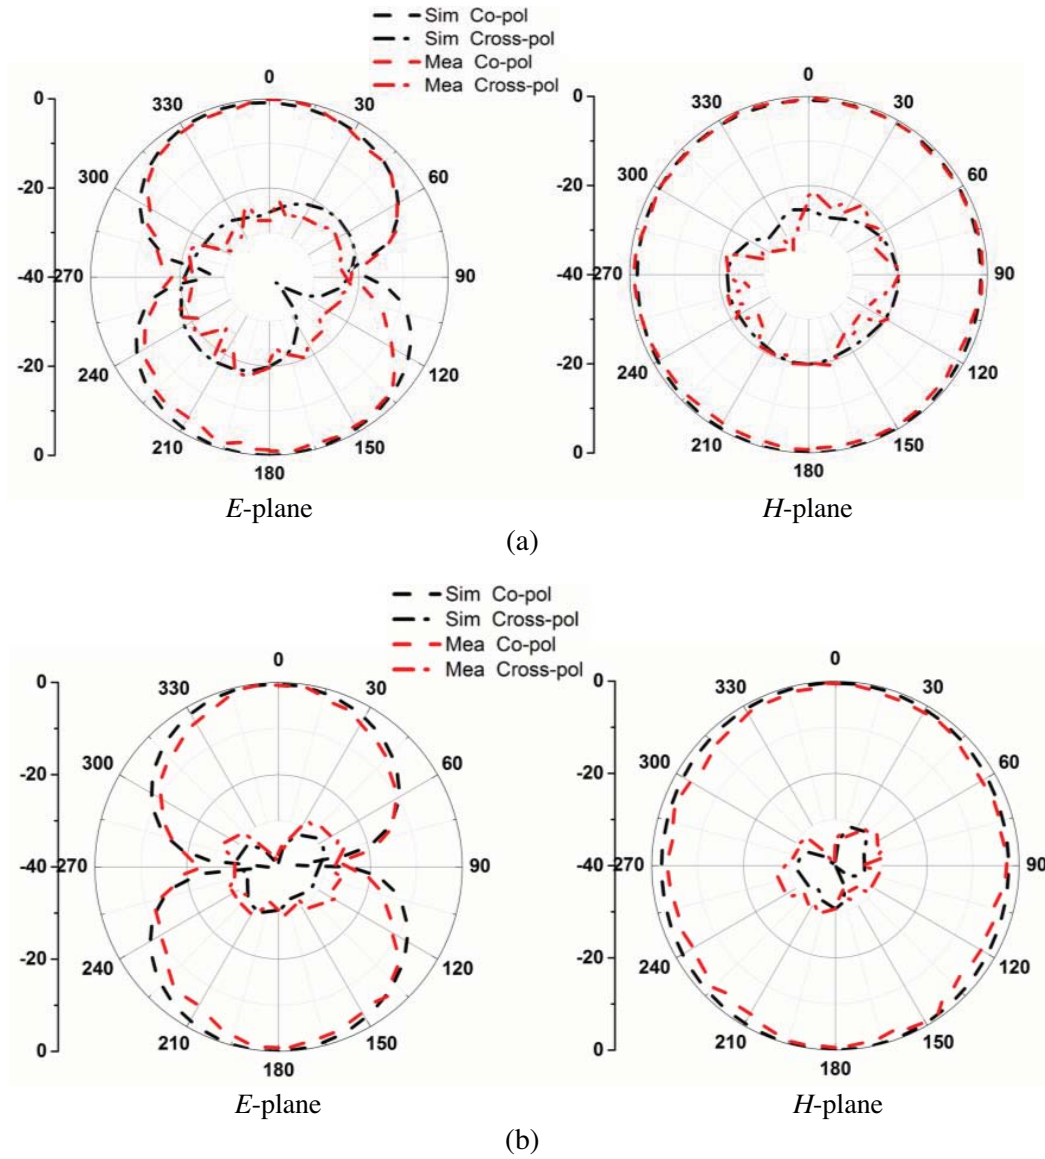 Sim Co-pol
Sim Cross-pol
Mea Co-pol
Mea Cross-pol
0 0
0 330 30 0 330 30
-20 300 60 -20 300 60
-40 270 90 -40 270 90
-20 240 120 -20 240 120
0 210 150 0 210 150
180 180
E-plane H-plane
(a)
Sim Co-pol
Sim Cross-pol
Mea Co-pol
Mea Cross-pol
0 0
0 330 30 0 330 30
-20 300 60 -20 300 60
-40 270 90 -40 270 90
-20 240 120 -20 240 120
0 210 150 0 210 150
180 180
E-plane H-plane
(b)